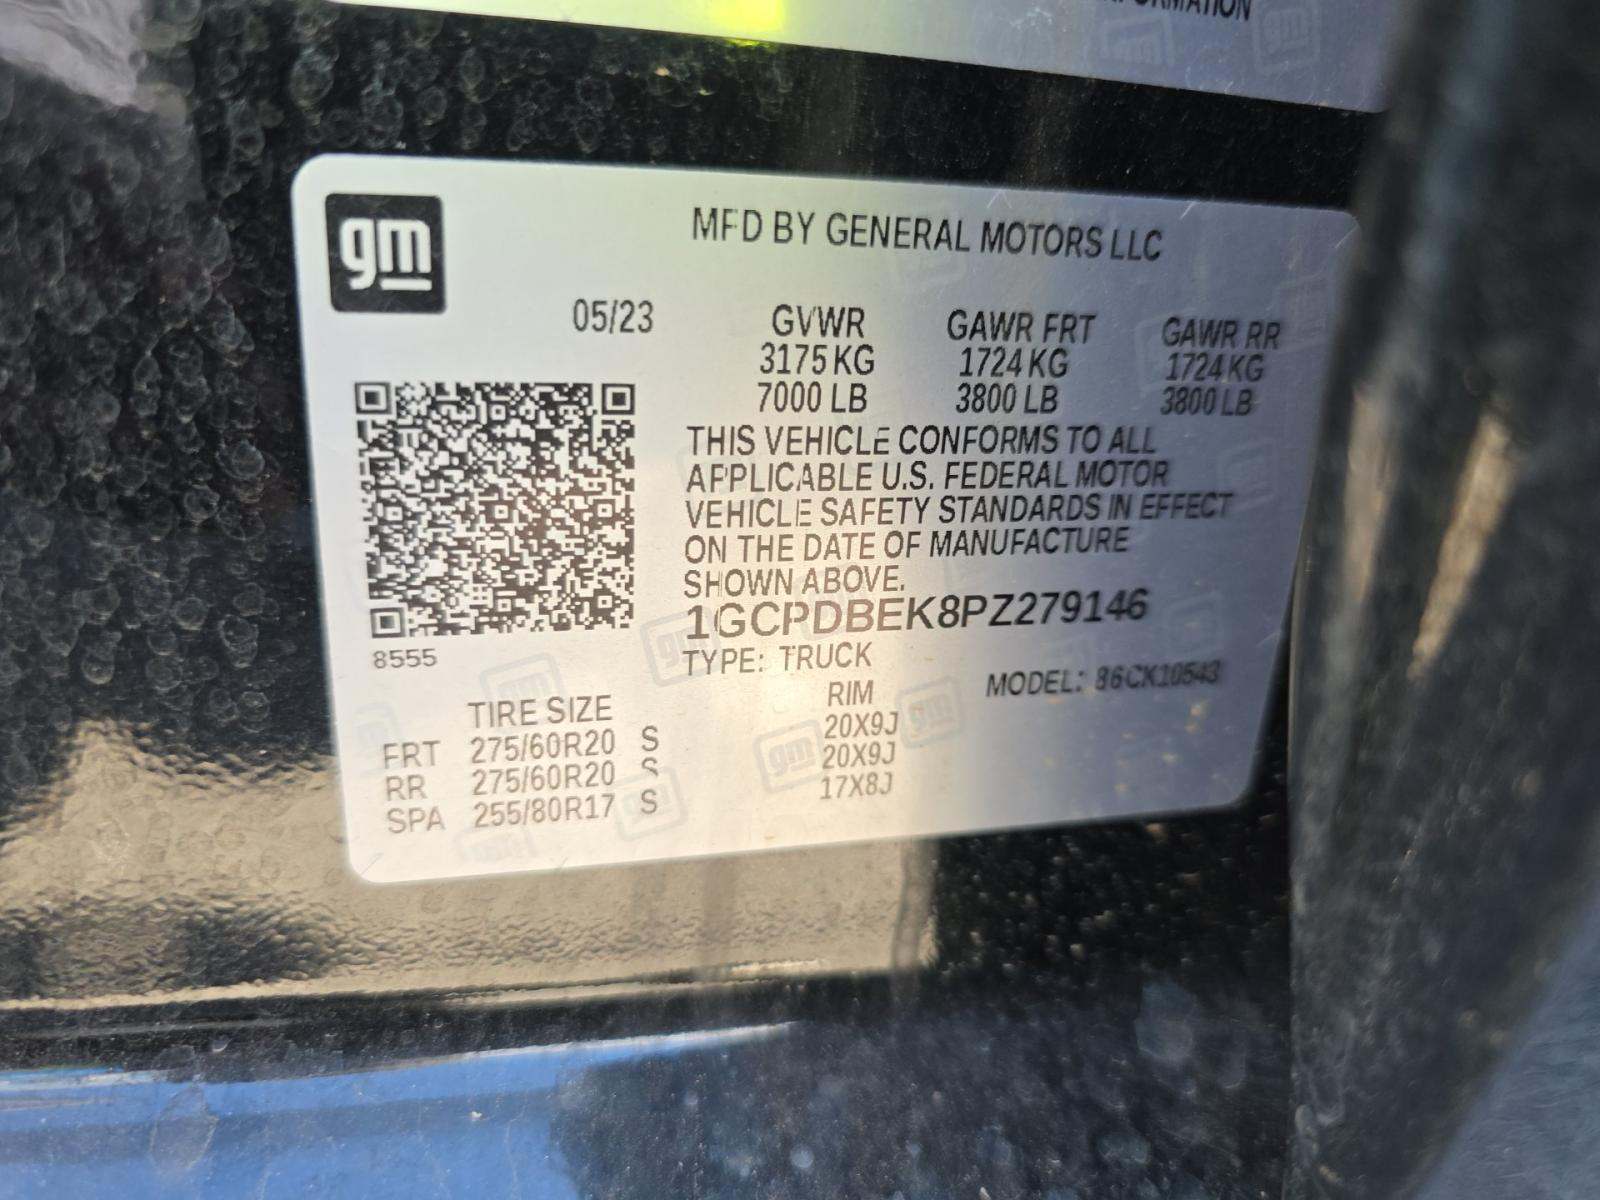 gm
MFD BY GENERAL MOTORS LLC
05/23 GVWR GAWR FRT GAWR RR
3175 KG 1724 KG 1724 KG
7000 LB 3800 LB 3800 LB
THIS VEHICLE CONFORMS TO ALL
APPLICABLE U.S. FEDERAL MOTOR
VEHICLE SAFETY STANDARDS IN EFFECT
ON THE DATE OF MANUFACTURE
SHOWN ABOVE.
1GCPDBEK8PZ279146
8555
TYPE: TRUCK
MODEL: 86CK10543
TIRE SIZE RIM
FRT 275/60R20 S 20X9J
RR 275/60R20 S 20X9J
SPA 255/80R17 S 17X8J